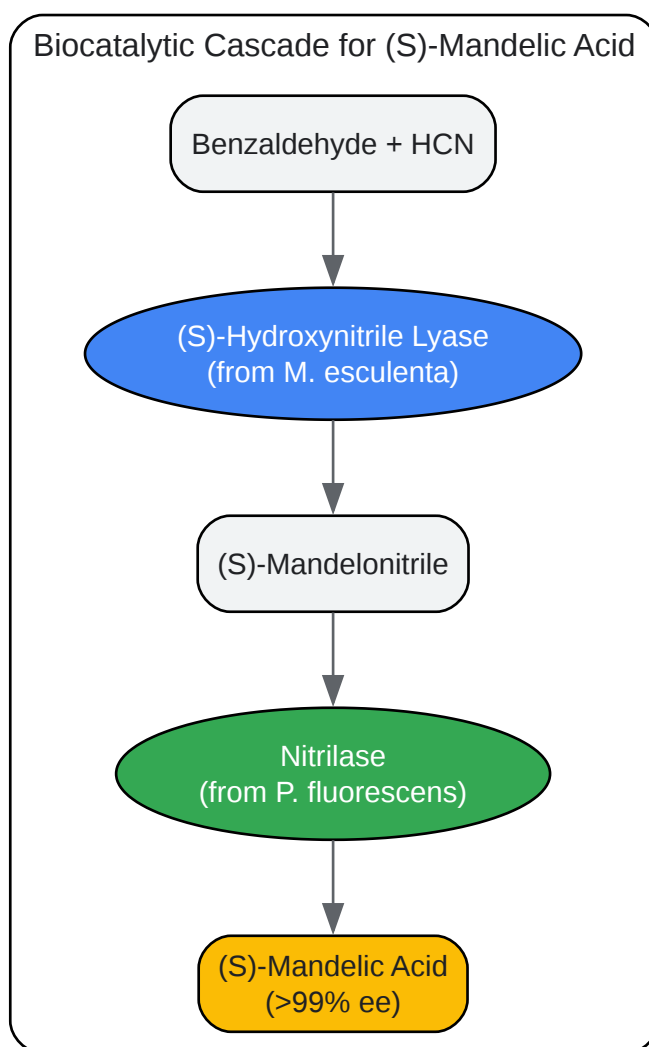 Biocatalytic Cascade for (S)-Mandelic Acid
Benzaldehyde + HCN
(S)-Hydroxynitrile Lyase
(from M. esculenta)
(S)-Mandelonitrile
Nitrilase
(from P. fluorescens)
(S)-Mandelic Acid
(>99% ee)